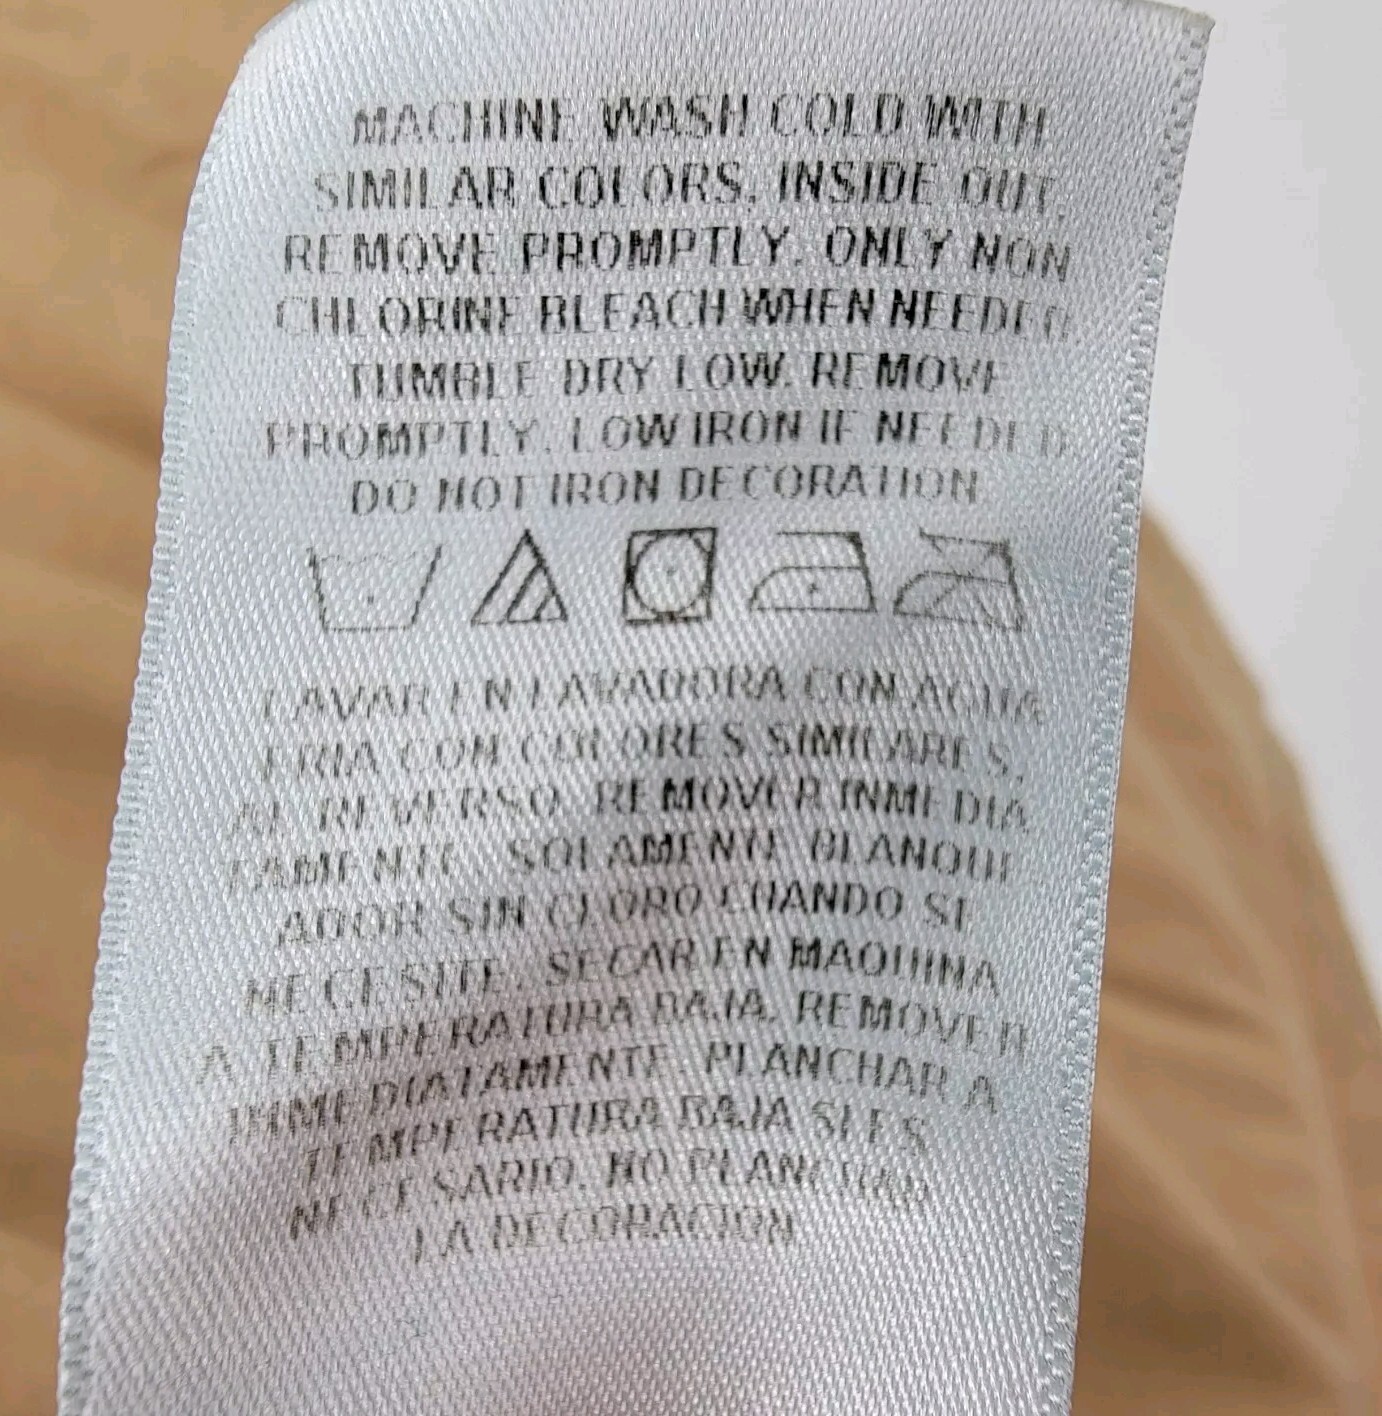 MACHINE WASH COLD WITH
SIMILAR COLORS, INSIDE OUT,
REMOVE PROMPTLY. ONLY NON
CHLORINE BLEACH WHEN NEEDED
TUMBLE DRY LOW. REMOVE
PROMPTLY. LOW IRON IF NEEDED
DO NOT IRON DECORATION
LAVAR EN LAVADORA CON AGUA
FRIA CON COLORES SIMILARES,
AL REVERSO. REMOVER INMEDIA
TAMENTE. SOLAMENTE BLANQUE
ADOR SIN CLORO CUANDO SE
NECESITE. SECAR EN MAQUINA
A TEMPERATURA BAJA. REMOVER
INMEDIATAMENTE. PLANCHAR A
TEMPERATURA BAJA SI ES
NECESARIO. NO PLANCHAR
LA DECORACION